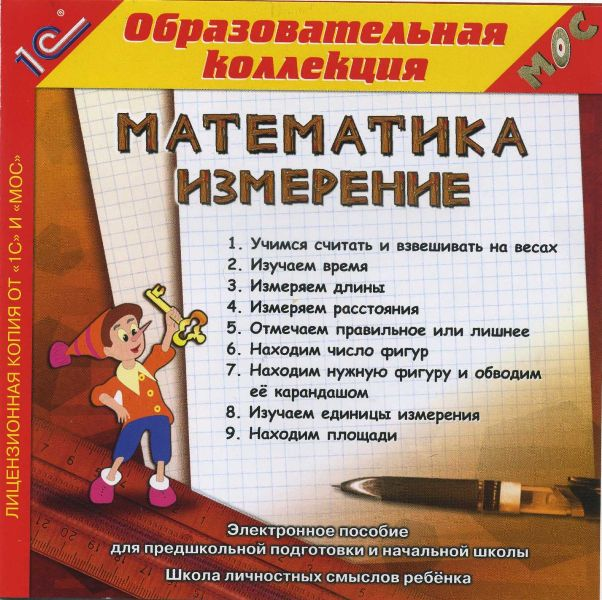 1С®
Образовательная
коллекция
МОС
МАТЕМАТИКА
ИЗМЕРЕНИЕ
1. Учимся считать и взвешивать на весах
2. Изучаем время
3. Измеряем длины
4. Измеряем расстояния
5. Отмечаем правильное или лишнее
6. Находим число фигур
7. Находим нужную фигуру и обводим
её карандашом
8. Изучаем единицы измерения
9. Находим площади
Электронное пособие
для предшкольной подготовки и начальной школы
Школа личностных смыслов ребёнка
ЛИЦЕНЗИОННАЯ КОПИЯ ОТ «1С» И «МОС»